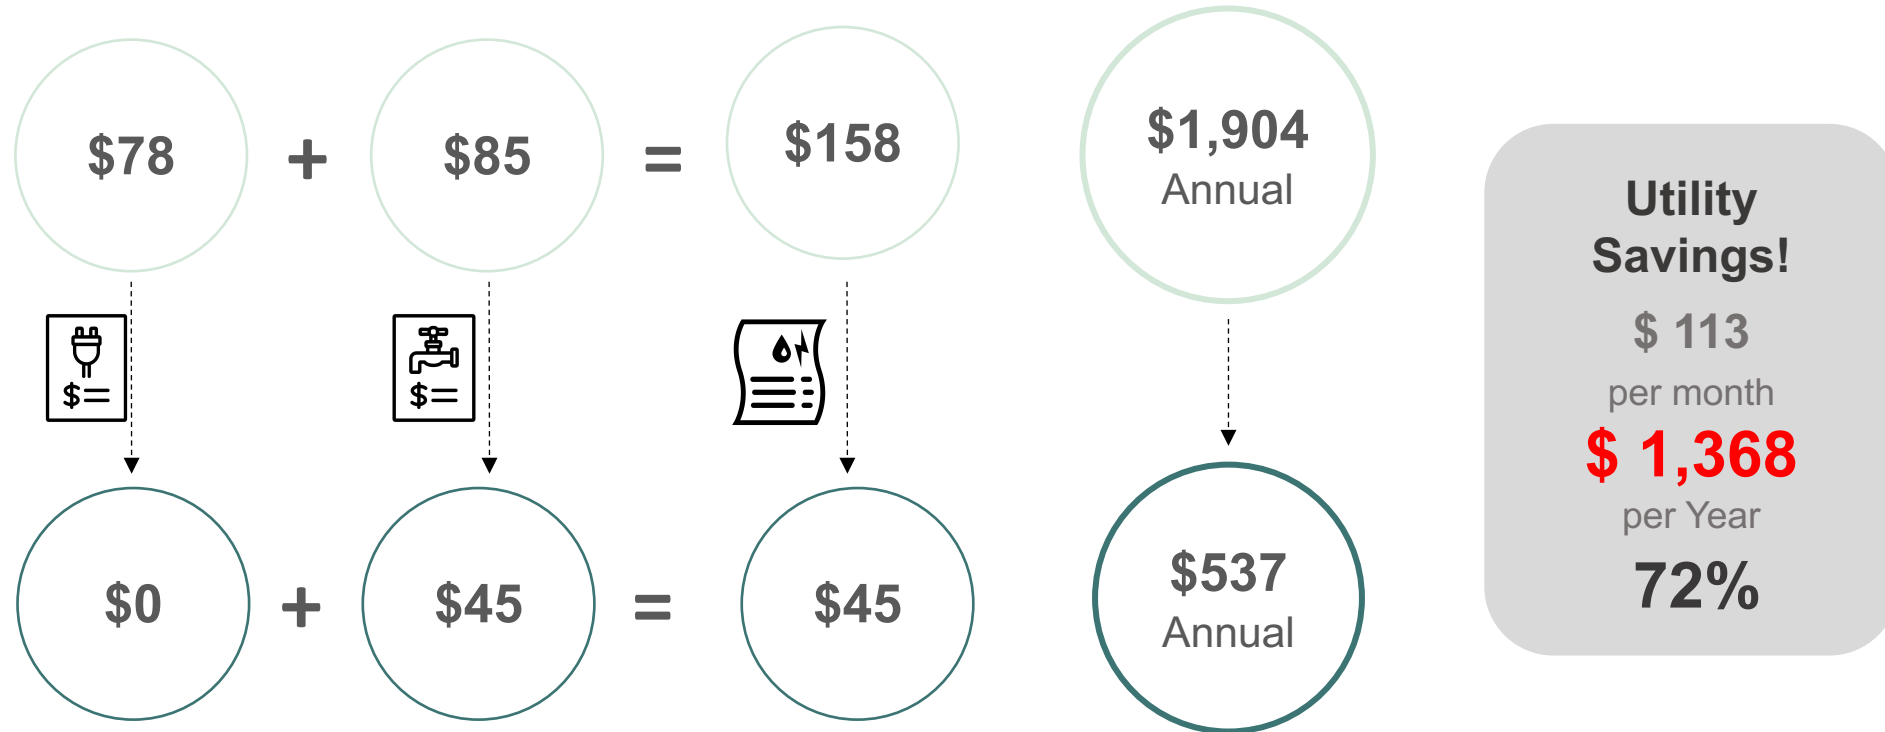 $78 + $85 = $158
$1,904
Annual
$=
$=
$0 + $45 = $45
$537
Annual
Utility
Savings!
$ 113
per month
$ 1,368
per Year
72%